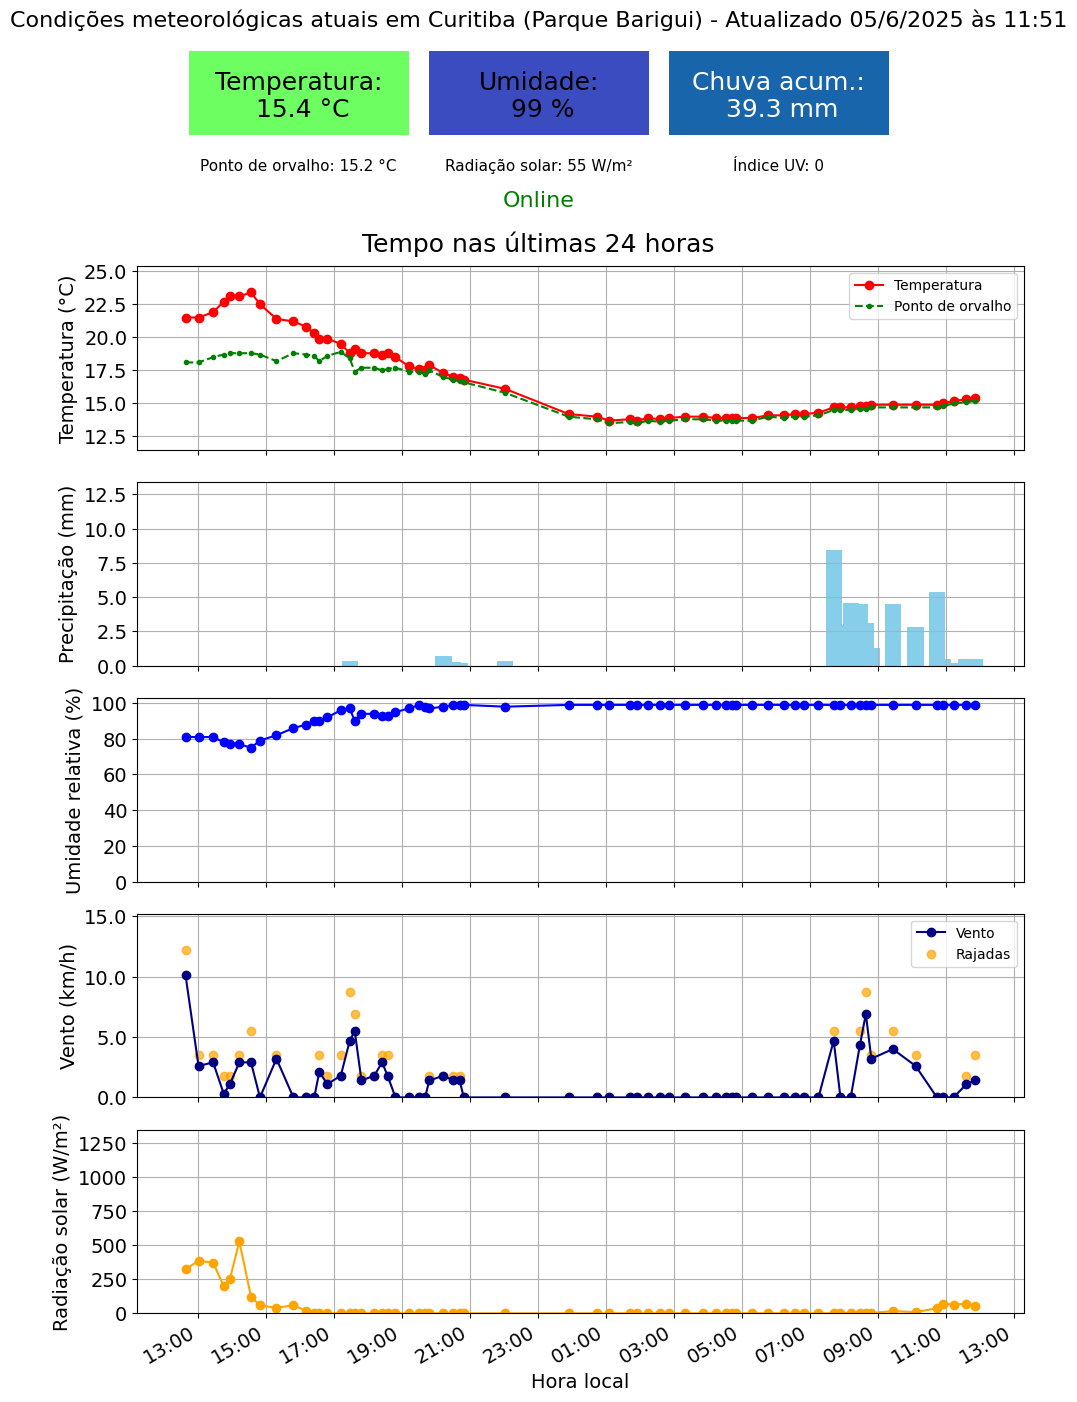 Condições meteorológicas atuais em Curitiba (Parque Barigui) - Atualizado 05/6/2025 às 11:51
Temperatura:
15.4 °C
Umidade:
99 %
Chuva acum.:
39.3 mm
Ponto de orvalho: 15.2 °C
Radiação solar: 55 W/m²
Índice UV: 0
Online
Tempo nas últimas 24 horas
Temperatura (°C)
25.0
22.5
20.0
17.5
15.0
12.5
Temperatura
Ponto de orvalho
Precipitação (mm)
12.5
10.0
7.5
5.0
2.5
0.0
Umidade relativa (%)
100
80
60
40
20
0
Vento (km/h)
15.0
10.0
5.0
0.0
Vento
Rajadas
Radiação solar (W/m²)
1250
1000
750
500
250
0
13:00
15:00
17:00
19:00
21:00
23:00
01:00
03:00
05:00
07:00
09:00
11:00
13:00
Hora local